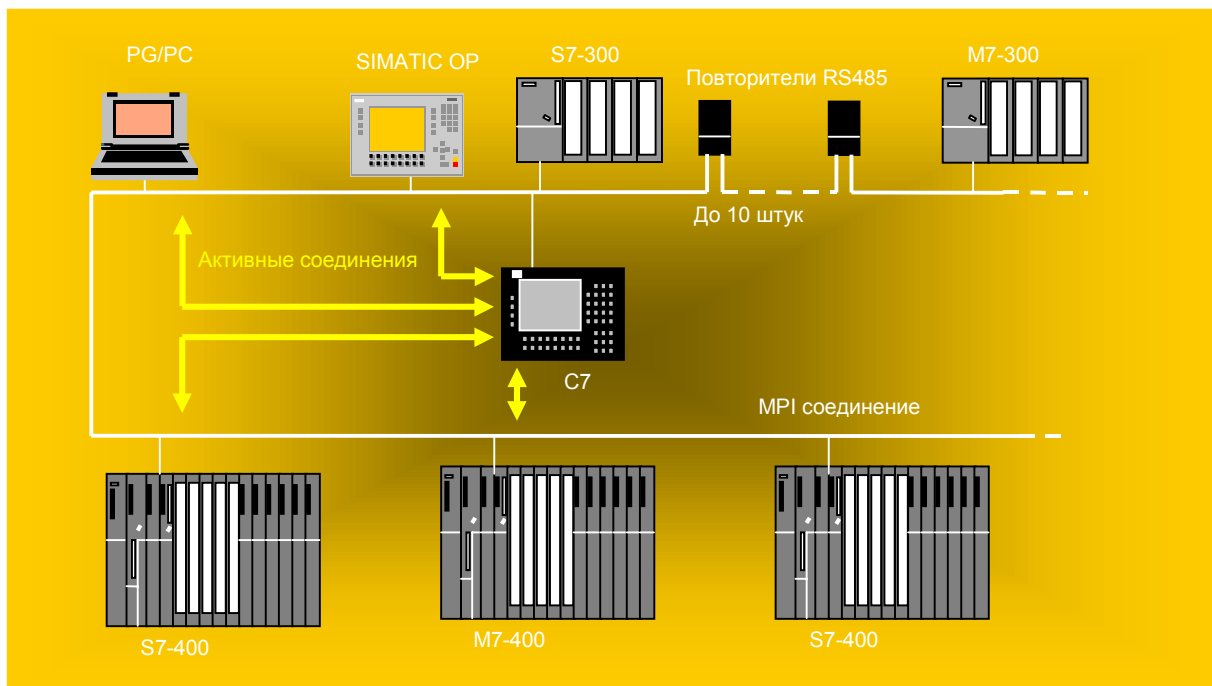 PG/PC
SIMATIC OP
S7-300
Повторители RS485
M7-300
До 10 штук
Активные соединения
C7
MPI соединение
S7-400
M7-400
S7-400